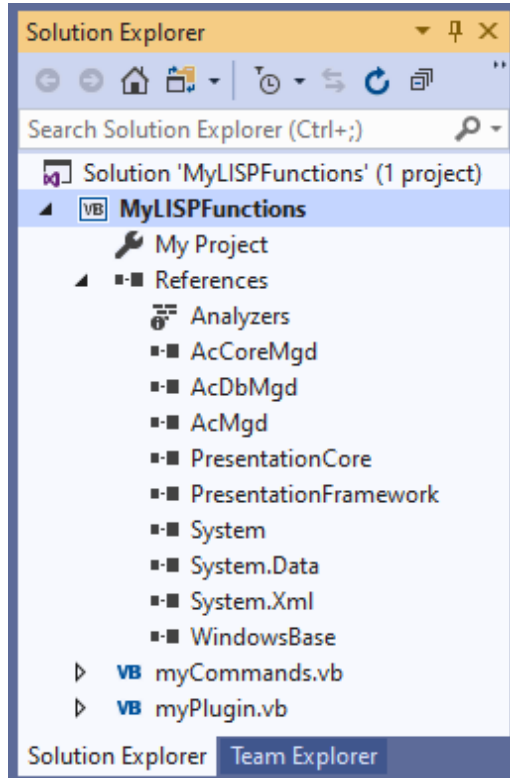 Solution Explorer
Search Solution Explorer (Ctrl+;)
Solution 'MyLISPFunctions' (1 project)
VB MyLISPFunctions
My Project
References
Analyzers
AcCoreMgd
AcDbMgd
AcMgd
PresentationCore
PresentationFramework
System
System.Data
System.Xml
WindowsBase
VB myCommands.vb
VB myPlugin.vb
Solution Explorer Team Explorer